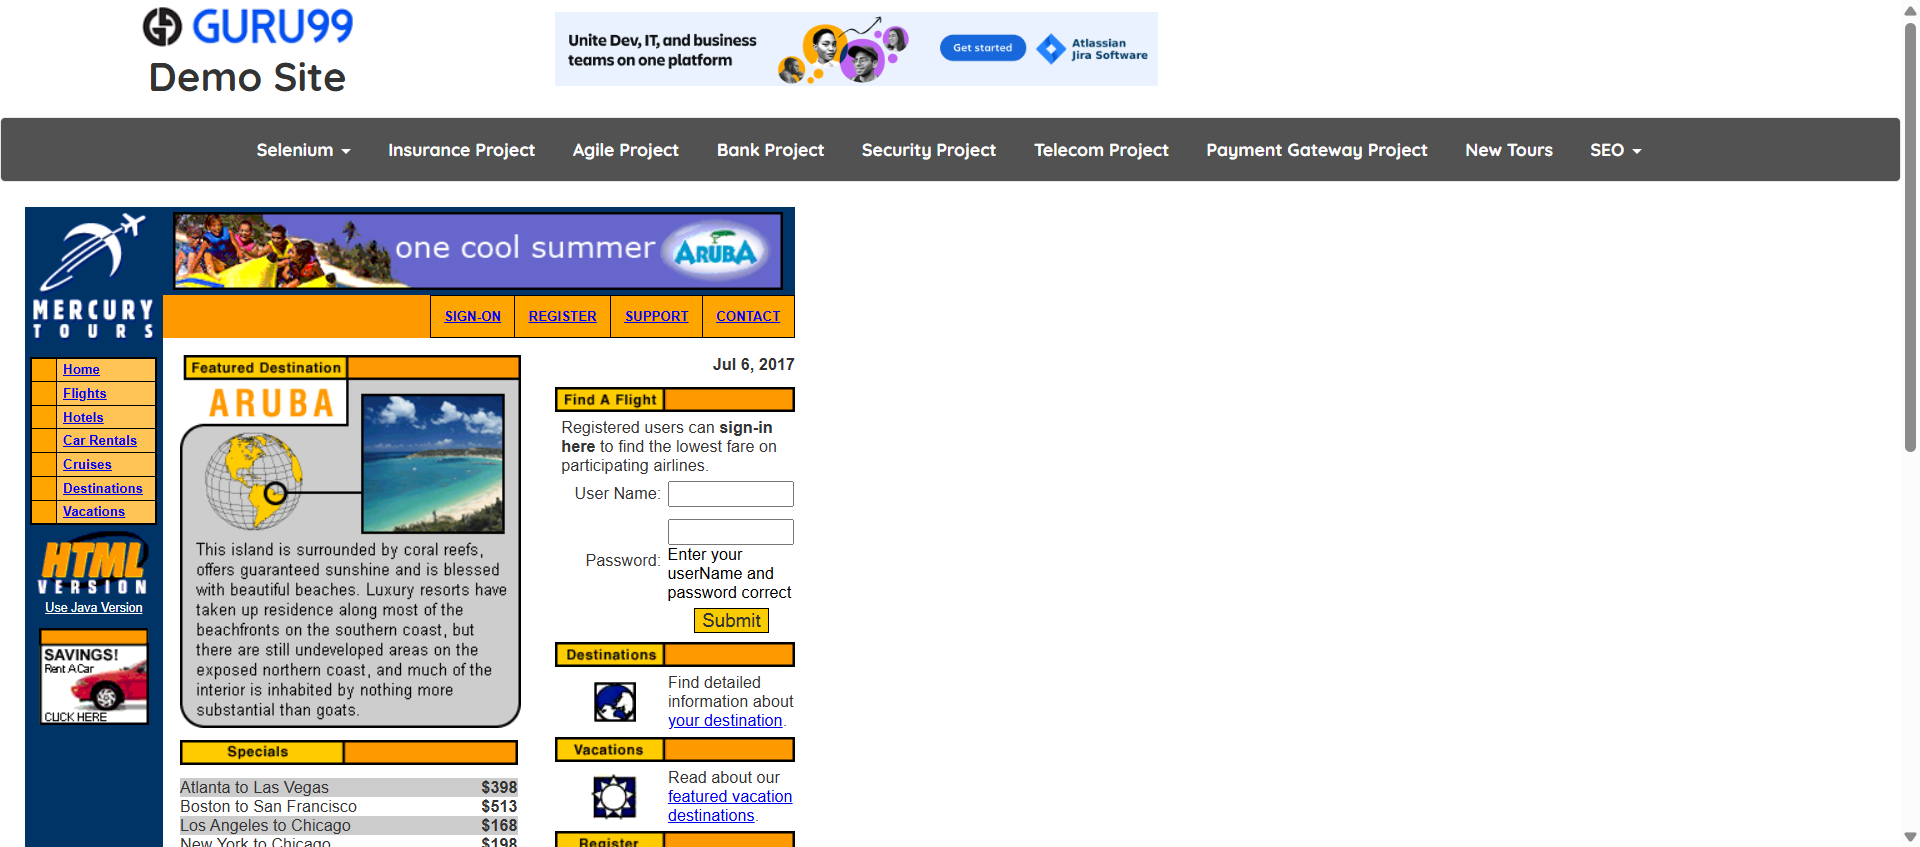 GURU99
Demo Site
Unite Dev, IT, and business
teams on one platform
Get started
Atlassian
Jira Software
Selenium
Insurance Project
Agile Project
Bank Project
Security Project
Telecom Project
Payment Gateway Project
New Tours
SEO
MERCURY
TOURS
one cool summer
ARUBA
SIGN-ON
REGISTER
SUPPORT
CONTACT
Home
Flights
Hotels
Car Rentals
Cruises
Destinations
Vacations
HTML
VERSION
Use Java Version
SAVINGS!
Rent A Car
CLICK HERE
Featured Destination
ARUBA
This island is surrounded by coral reefs,
offers guaranteed sunshine and is blessed
with beautiful beaches. Luxury resorts have
taken up residence along most of the
beachfronts on the southern coast, but
there are still undeveloped areas on the
exposed northern coast, and much of the
interior is inhabited by nothing more
substantial than goats.
Specials
Atlanta to Las Vegas $398
Boston to San Francisco $513
Los Angeles to Chicago $168
New York to Chicago $198
Jul 6, 2017
Find A Flight
Registered users can sign-in
here to find the lowest fare on
participating airlines.
User Name:
Password:
Enter your
userName and
password correct
Submit
Destinations
Find detailed
information about
your destination.
Vacations
Read about our
featured vacation
destinations.
Register